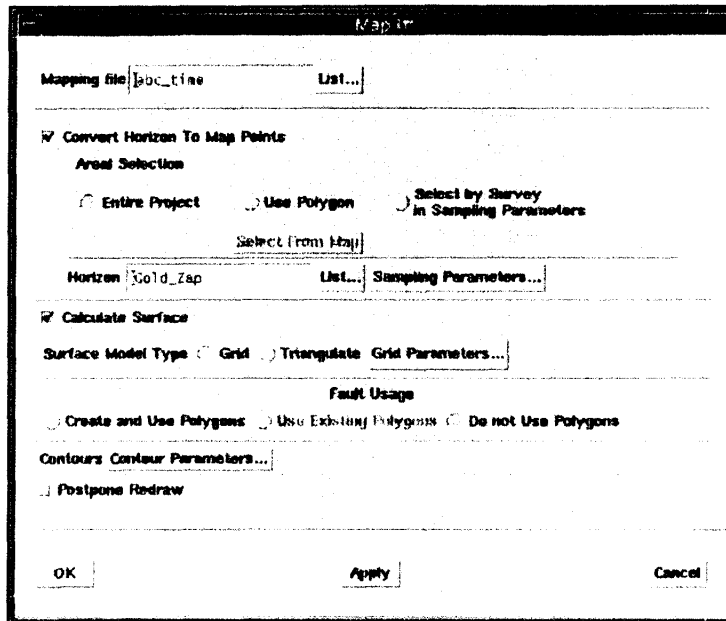 Map It
Mapping file abc_time List...
Convert Horizon To Map Points
Areal Selection
Entire Project Use Polygon Select by Survey in Sampling Parameters
Select From Map
Horizon Gold_Zap List... Sampling Parameters...
Calculate Surface
Surface Model Type Grid Triangulate Grid Parameters...
Fault Usage
Create and Use Polygons Use Existing Polygons Do not Use Polygons
Contours Contour Parameters...
Postpone Redraw
OK Apply Cancel